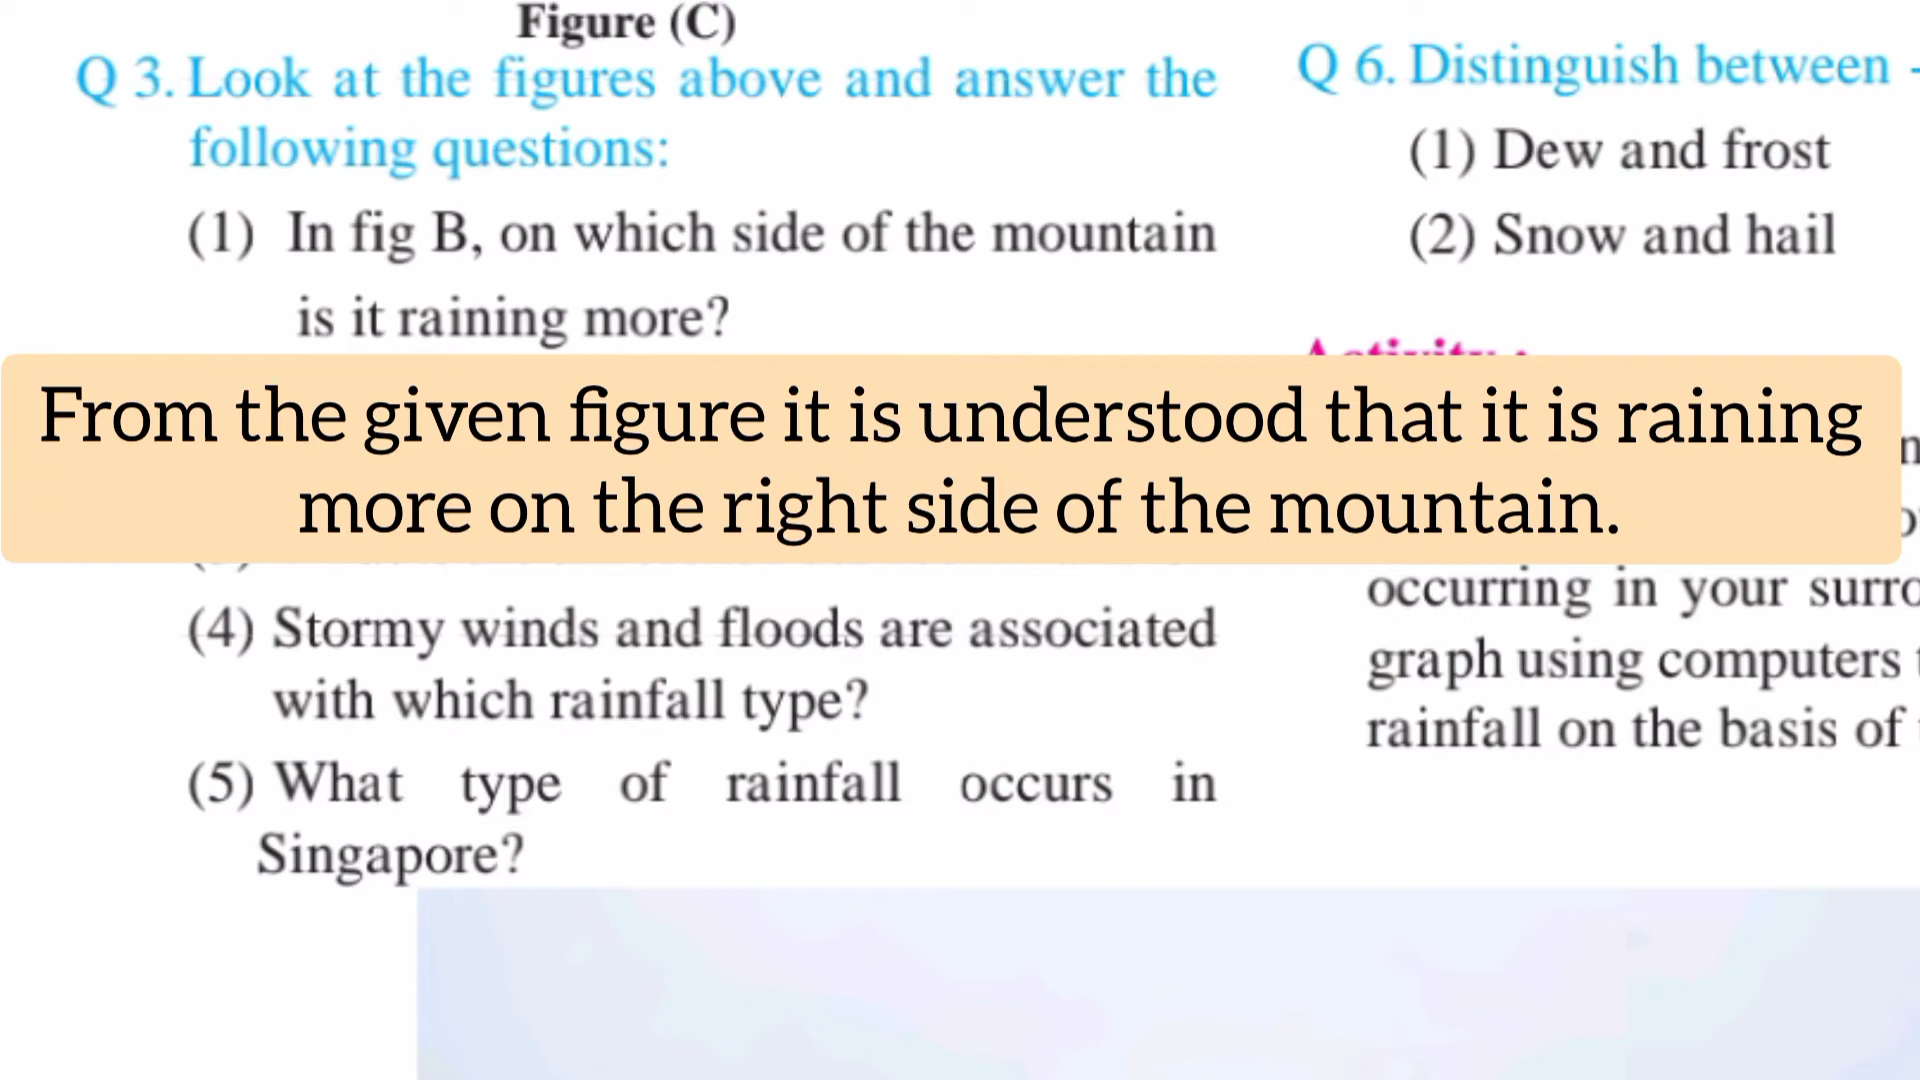 Figure (C)
Q 3. Look at the figures above and answer the
following questions:
(1) In fig B, on which side of the mountain
is it raining more?
From the given figure it is understood that it is raining
more on the right side of the mountain.
(4) Stormy winds and floods are associated
with which rainfall type?
(5) What type of rainfall occurs in
Singapore?
Q 6. Distinguish between -
(1) Dew and frost
(2) Snow and hail
Activity :
occurring in your
graph using computers
rainfall on the basis of